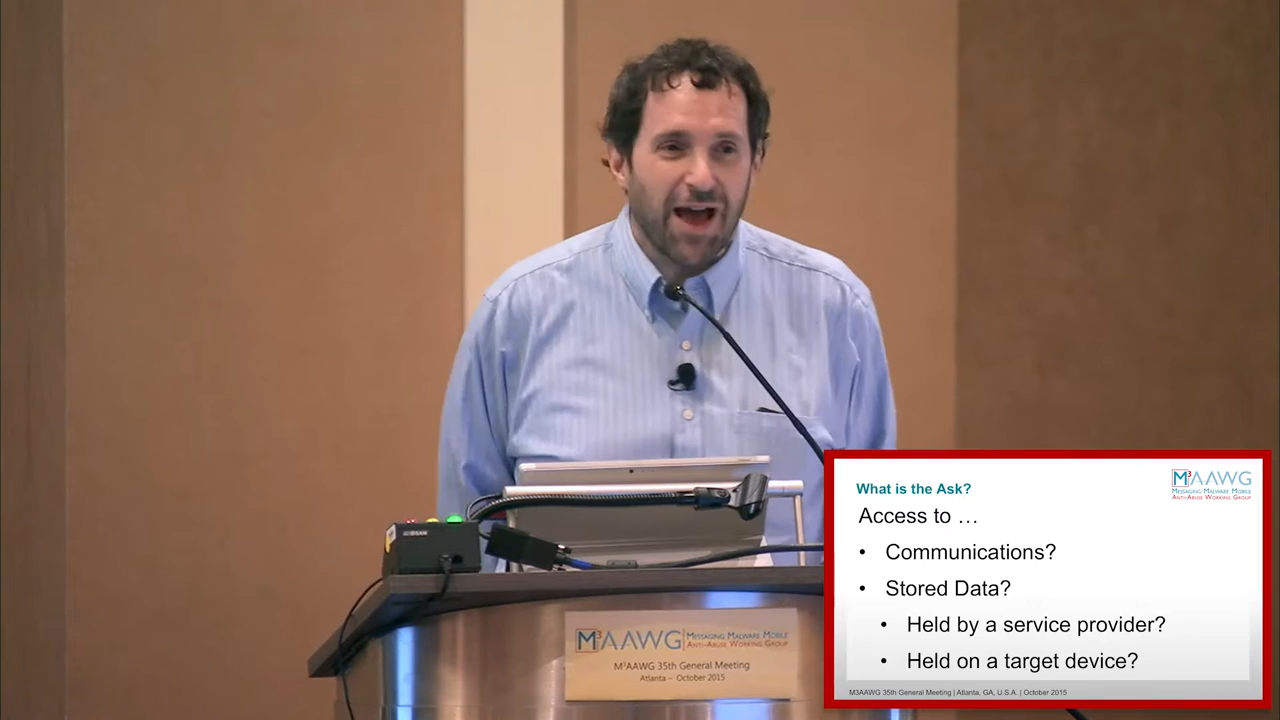 M³AAWG
MESSAGING MALWARE MOBILE
ANTI-ABUSE WORKING GROUP
M³AAWG 35th General Meeting
Atlanta – October 2015
What is the Ask?
M³AAWG
MESSAGING MALWARE MOBILE
ANTI-ABUSE WORKING GROUP
Access to …
• Communications?
• Stored Data?
• Held by a service provider?
• Held on a target device?
M3AAWG 35th General Meeting | Atlanta, GA, U.S.A. | October 2015